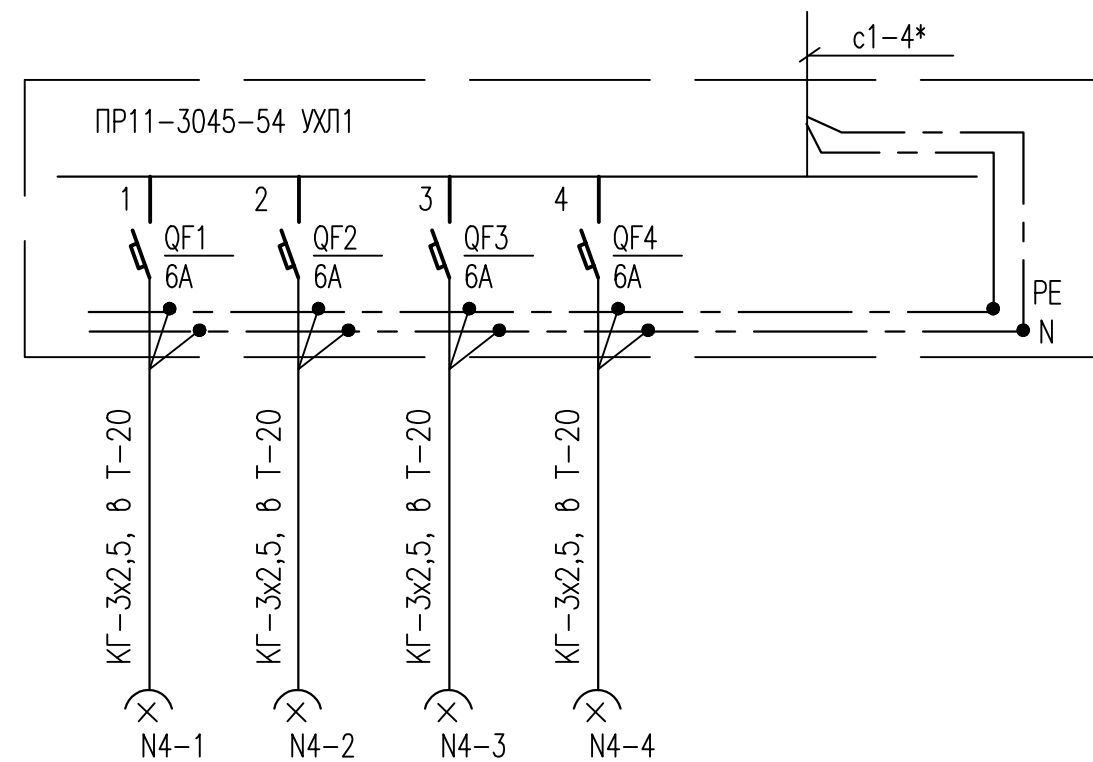 с1-4*
ПР11-3045-54 УХЛ1
1
2
3
4
QF1
6А
QF2
6А
QF3
6А
QF4
6А
PE
N
КГ-3х2,5, в Т-20
КГ-3х2,5, в Т-20
КГ-3х2,5, в Т-20
КГ-3х2,5, в Т-20
N4-1
N4-2
N4-3
N4-4